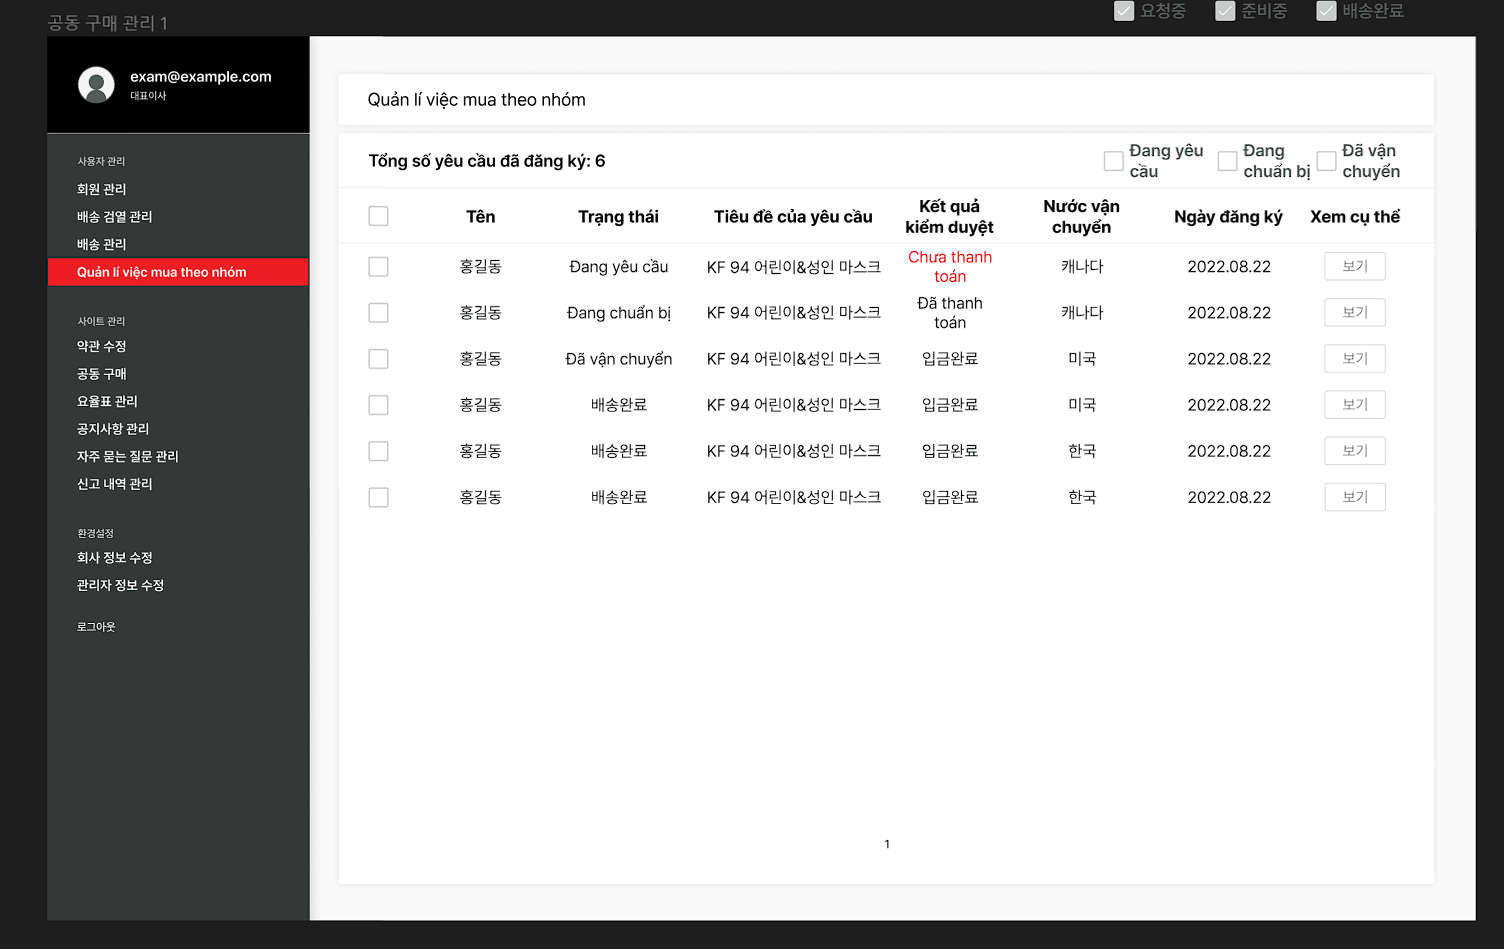 공동 구매 관리 1
요청중 준비중 배송완료
exam@example.com
대표이사
사용자 관리
회원 관리
배송 검열 관리
배송 관리
Quản lí việc mua theo nhóm
사이트 관리
약관 수정
공동 구매
요율표 관리
공지사항 관리
자주 묻는 질문 관리
신고 내역 관리
환경설정
회사 정보 수정
관리자 정보 수정
로그아웃
Quản lí việc mua theo nhóm
Tổng số yêu cầu đã đăng ký: 6
Đang yêu
cầu
Đang
chuẩn bị
Đã vận
chuyển
Tên
Trạng thái
Tiêu đề của yêu cầu
Kết quả
kiểm duyệt
Nước vận
chuyển
Ngày đăng ký
Xem cụ thể
홍길동
Đang yêu cầu
KF 94 어린이&성인 마스크
Chưa thanh
toán
캐나다
2022.08.22
보기
홍길동
Đang chuẩn bị
KF 94 어린이&성인 마스크
Đã thanh
toán
캐나다
2022.08.22
보기
홍길동 Đã vận chuyển KF 94 어린이&성인 마스크 입금완료 미국 2022.08.22 보기
홍길동 배송완료 KF 94 어린이&성인 마스크 입금완료 미국 2022.08.22 보기
홍길동 배송완료 KF 94 어린이&성인 마스크 입금완료 한국 2022.08.22 보기
홍길동 배송완료 KF 94 어린이&성인 마스크 입금완료 한국 2022.08.22 보기
1